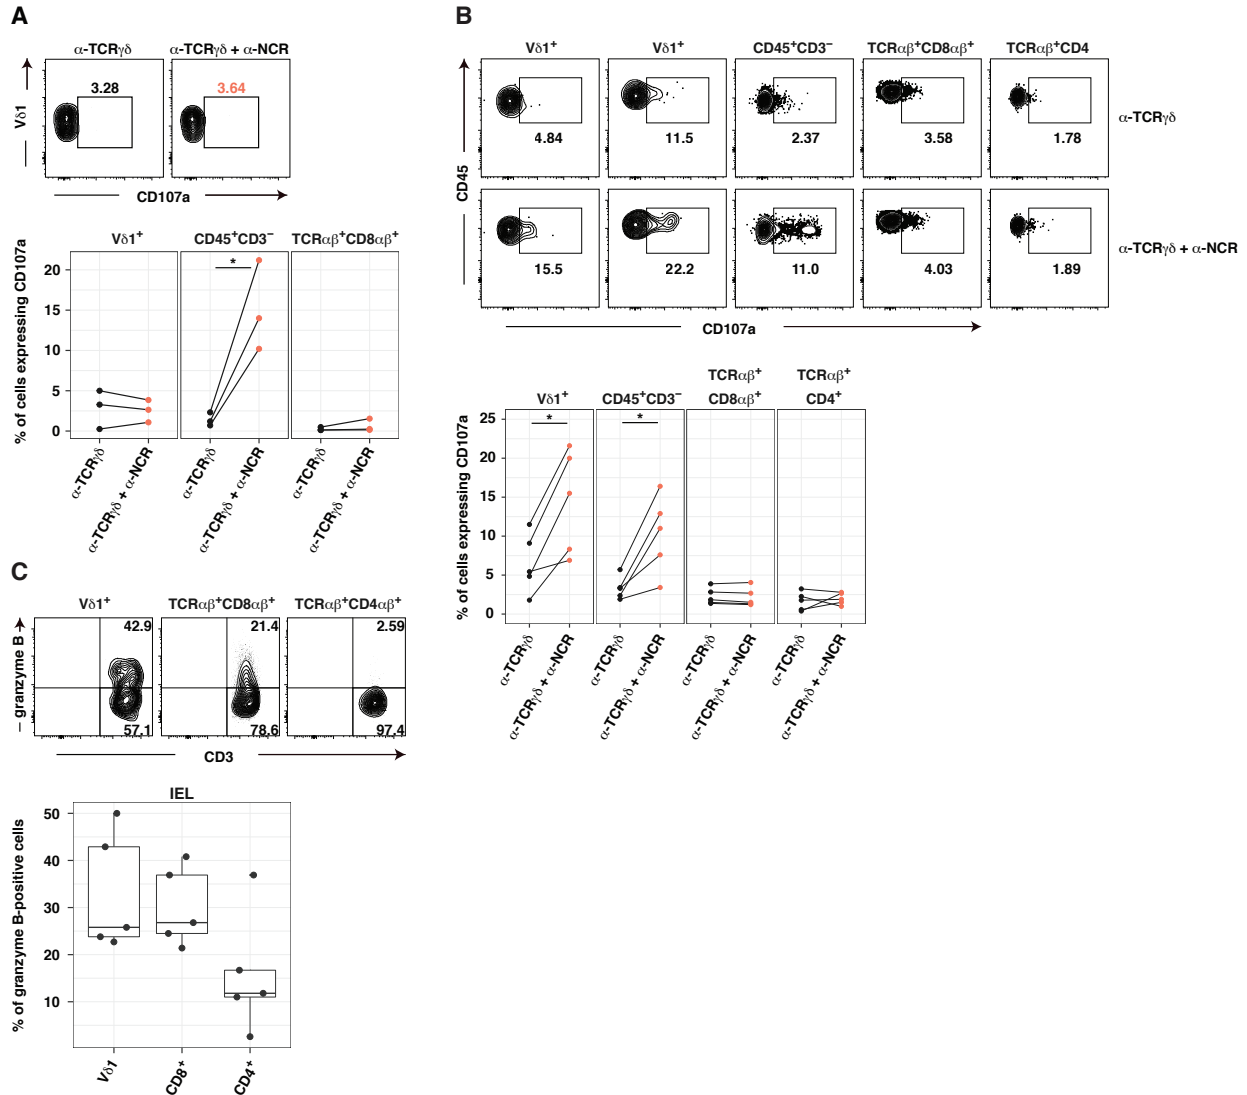 A
α-TCRγδ
α-TCRγδ + α-NCR
3.28
3.64
Vδ1
CD107a
Vδ1⁺
CD45⁺CD3⁻
TCRαβ⁺CD8αβ⁺
% of cells expressing CD107a
20
15
10
5
0
*
α-TCRγδ
α-TCRγδ + α-NCR
α-TCRγδ
α-TCRγδ + α-NCR
α-TCRγδ
α-TCRγδ + α-NCR
B
Vδ1⁺
Vδ1⁺
CD45⁺CD3⁻
TCRαβ⁺CD8αβ⁺
TCRαβ⁺CD4
4.84
11.5
2.37
3.58
1.78
α-TCRγδ
CD45
15.5
22.2
11.0
4.03
1.89
α-TCRγδ + α-NCR
CD107a
Vδ1⁺
CD45⁺CD3⁻
TCRαβ⁺
CD8αβ⁺
TCRαβ⁺
CD4⁺
% of cells expressing CD107a
25
20
15
10
5
0
*
*
α-TCRγδ
α-TCRγδ + α-NCR
α-TCRγδ
α-TCRγδ + α-NCR
α-TCRγδ
α-TCRγδ + α-NCR
α-TCRγδ
α-TCRγδ + α-NCR
C
Vδ1⁺
TCRαβ⁺CD8αβ⁺
TCRαβ⁺CD4αβ⁺
granzyme B
42.9
21.4
2.59
57.1
78.6
97.4
CD3
IEL
% of granzyme B-positive cells
50
40
30
20
10
Vδ1
CD8⁺
CD4⁺